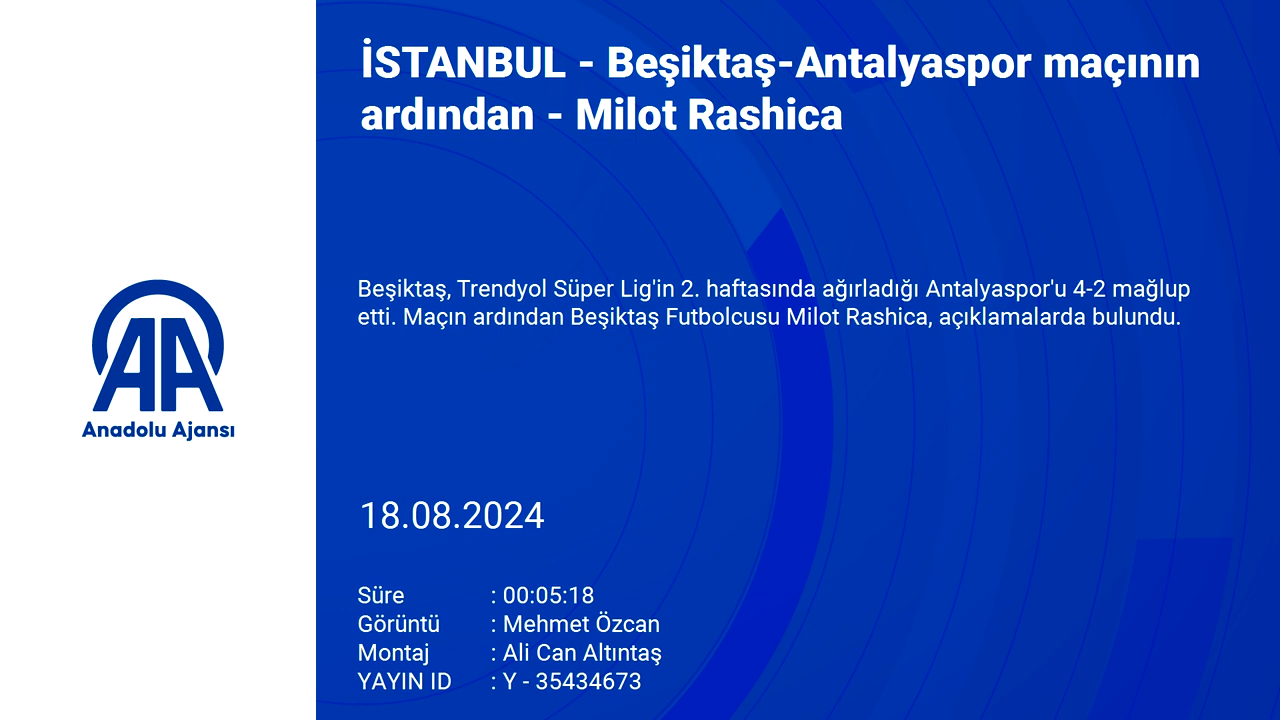 İSTANBUL - Beşiktaş-Antalyaspor maçının
ardından - Milot Rashica
Beşiktaş, Trendyol Süper Lig'in 2. haftasında ağırladığı Antalyaspor'u 4-2 mağlup
etti. Maçın ardından Beşiktaş Futbolcusu Milot Rashica, açıklamalarda bulundu.
AA
Anadolu Ajansı
18.08.2024
Süre : 00:05:18
Görüntü : Mehmet Özcan
Montaj : Ali Can Altıntaş
YAYIN ID : Y - 35434673